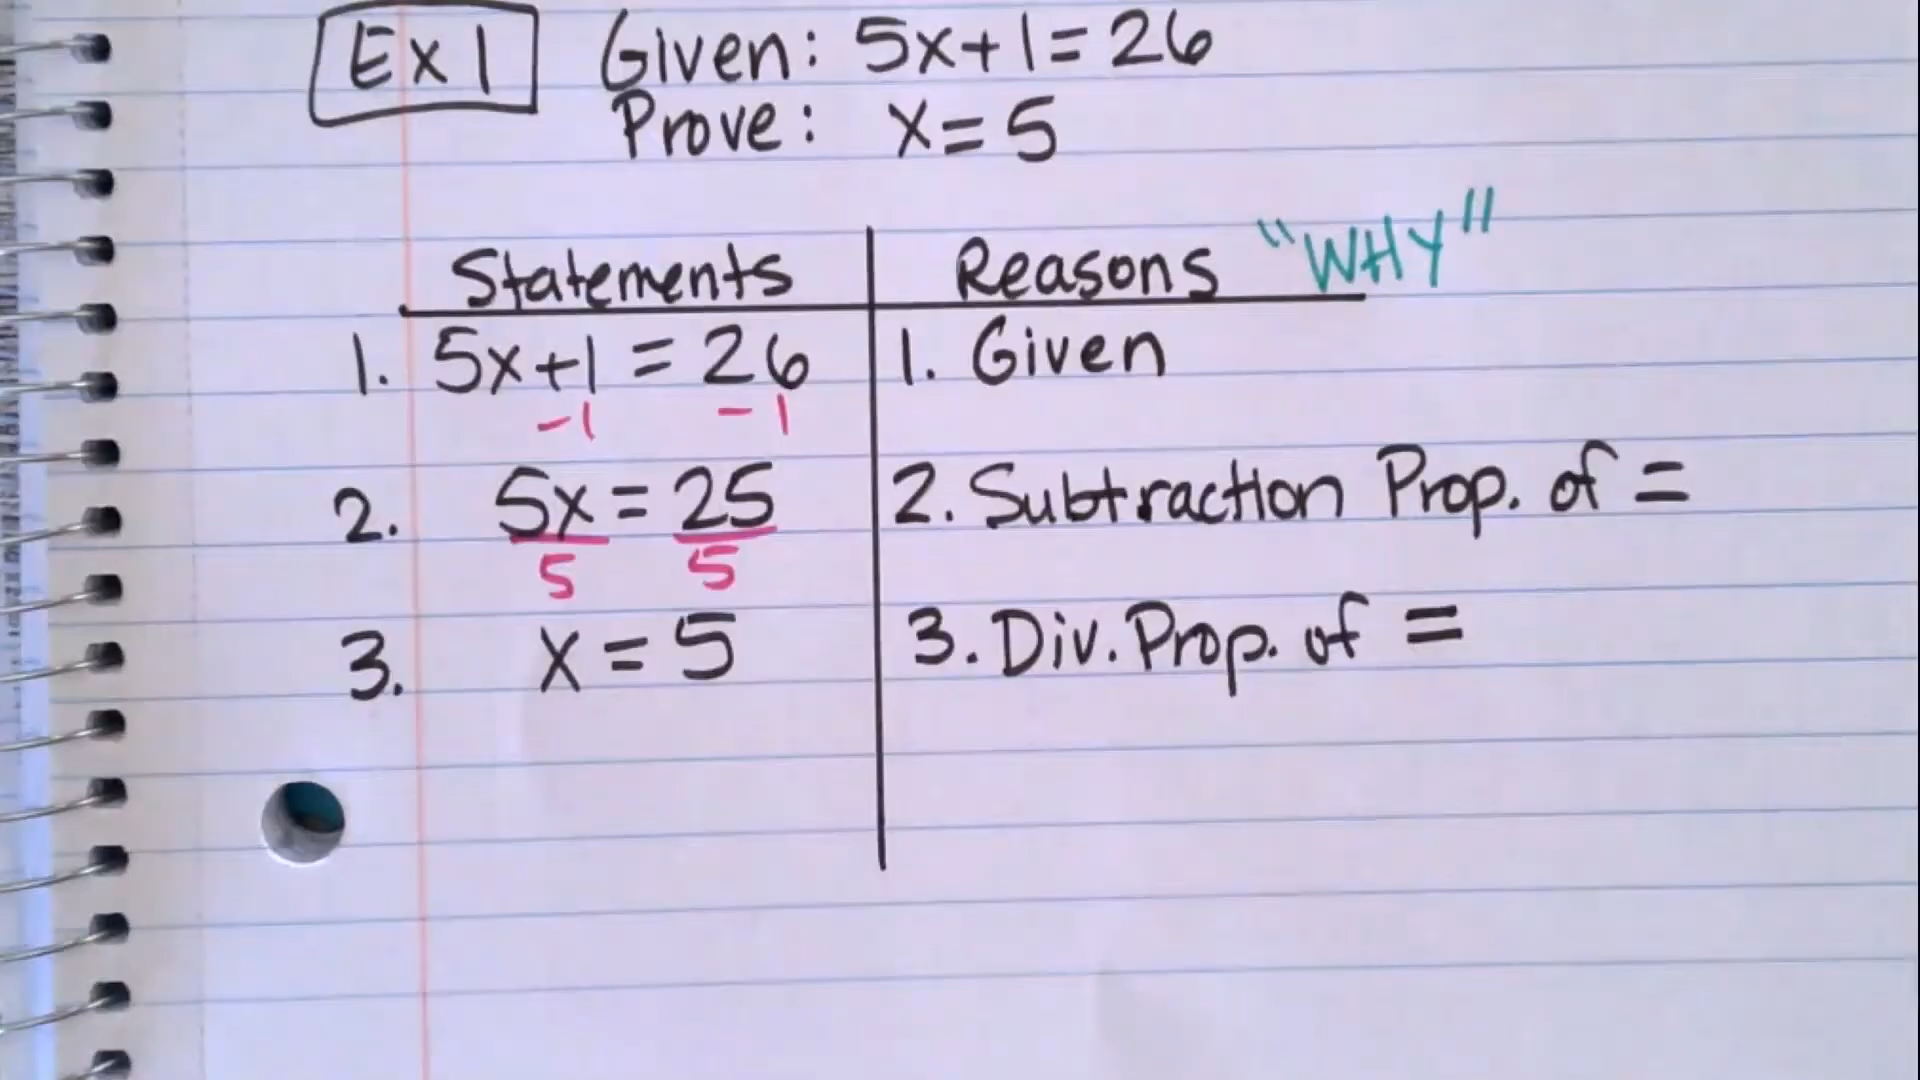 Ex 1 Given: 5x+1=26
Prove: x=5
Statements Reasons "WHY"
1. 5x+1=26 1. Given
-1 -1
2. 5x=25 2. Subtraction Prop. of =
5 5
3. x=5 3. Div. Prop. of =